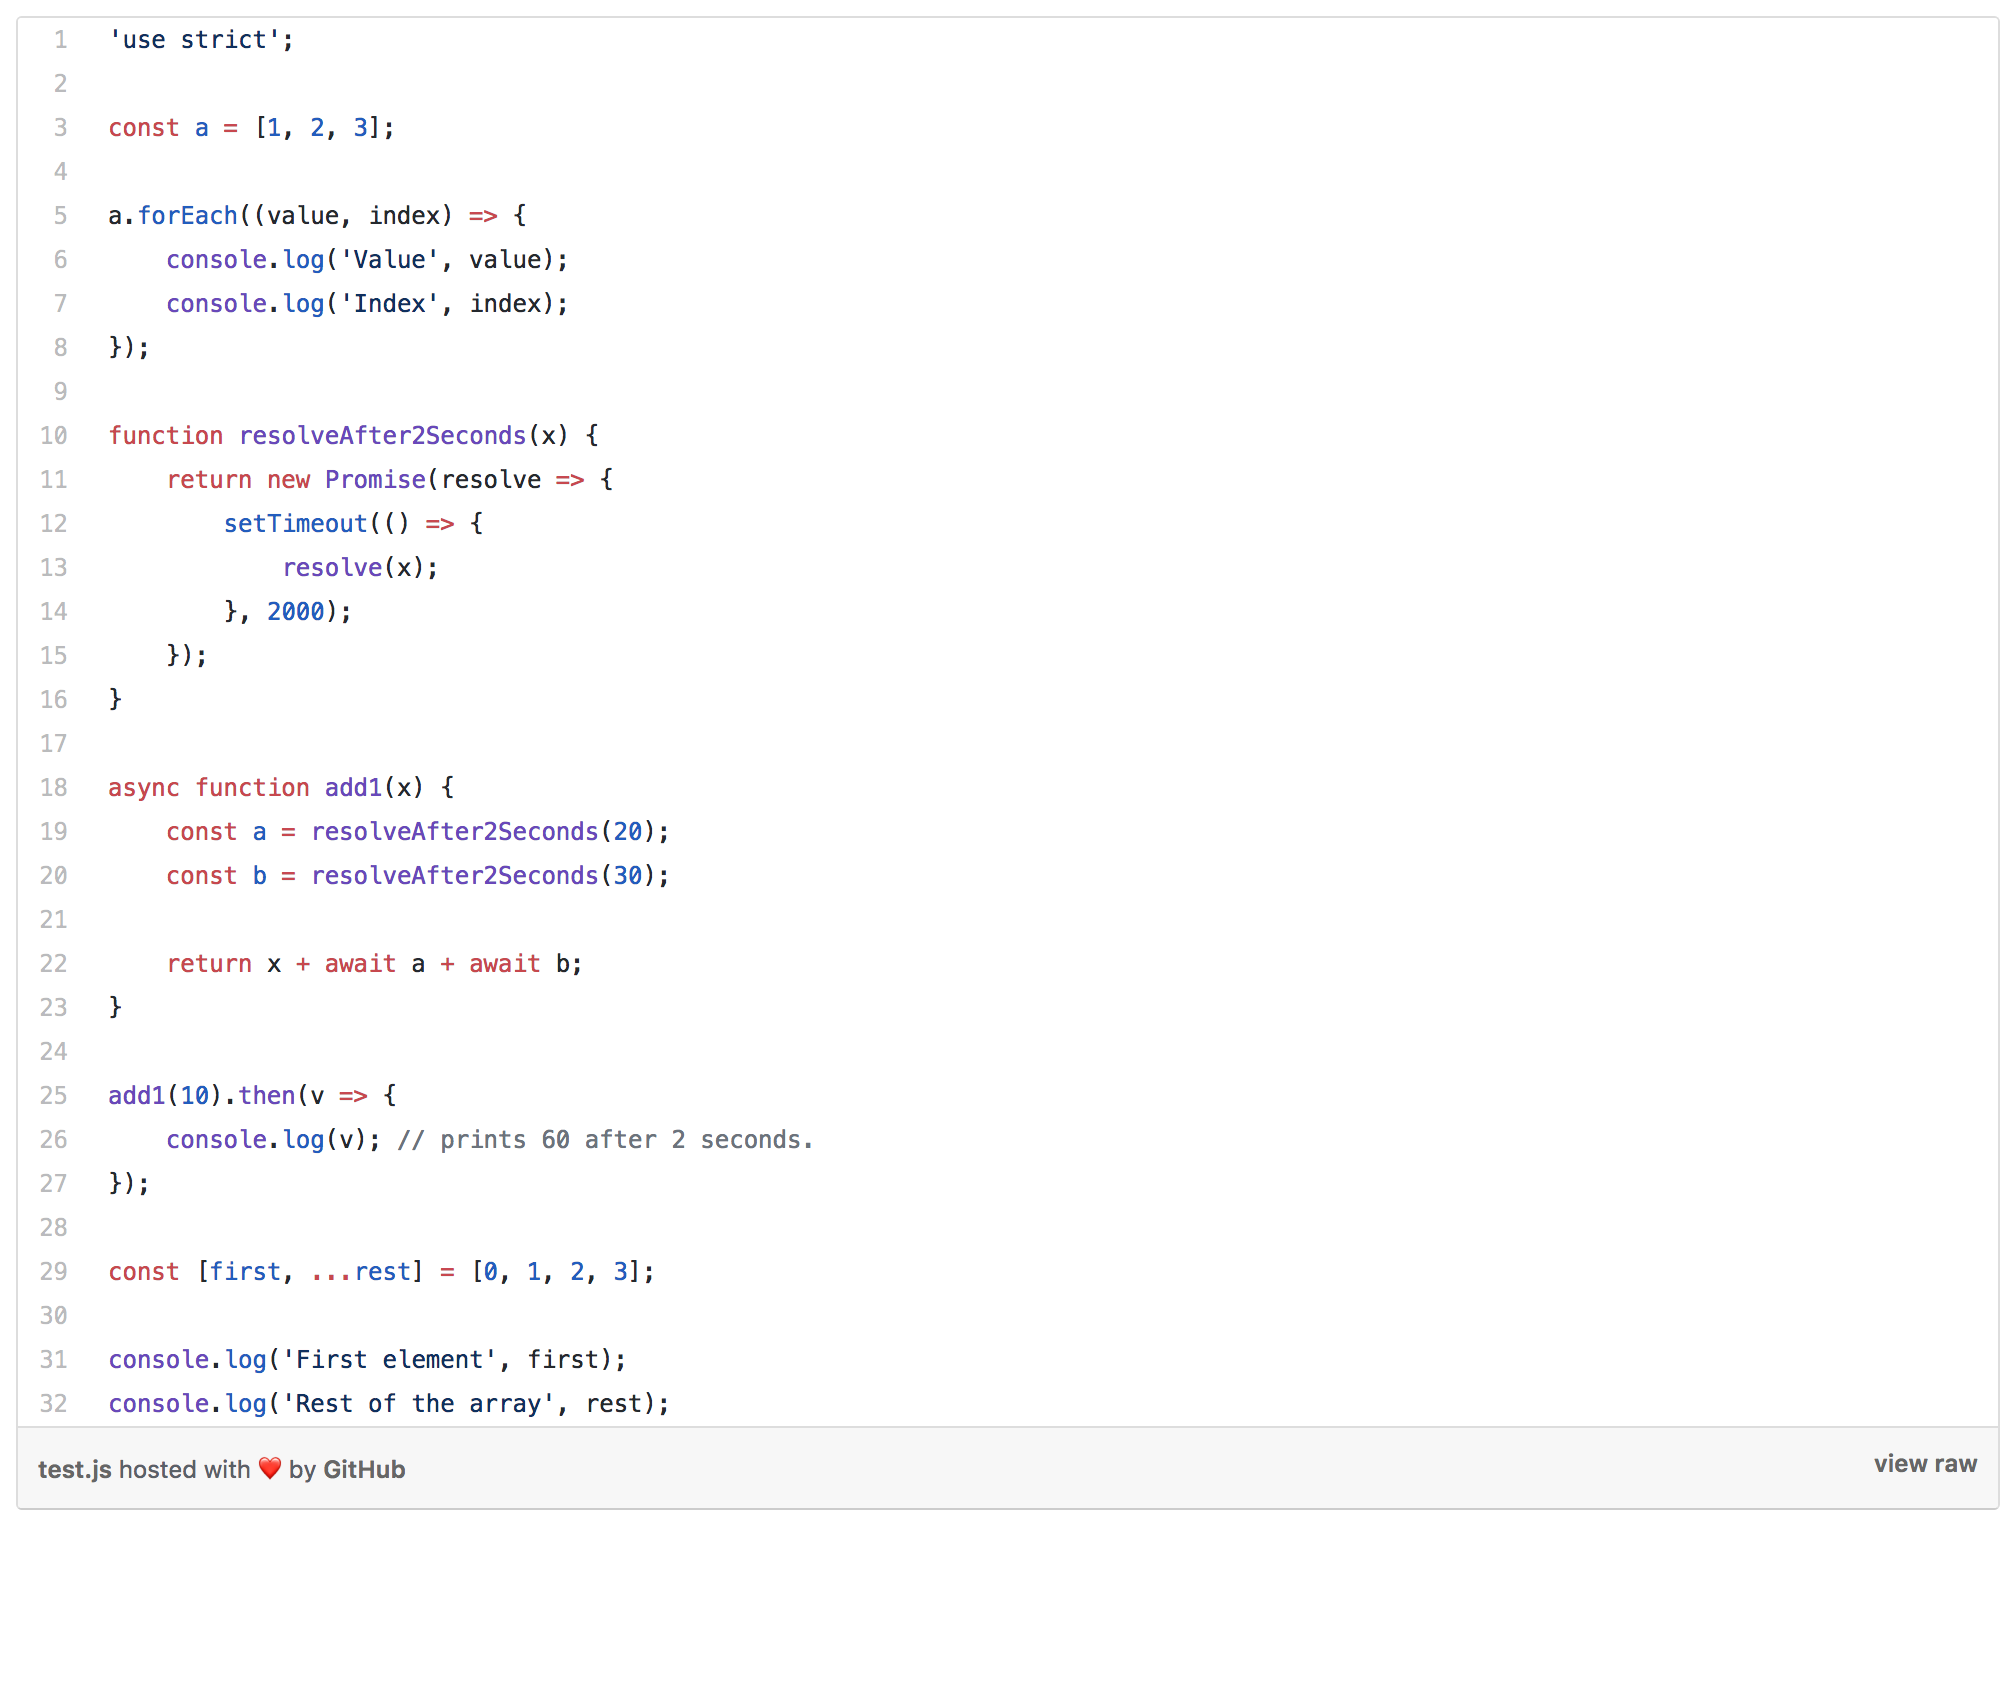 1 'use strict';
2
3 const a = [1, 2, 3];
4
5 a.forEach((value, index) => {
6     console.log('Value', value);
7     console.log('Index', index);
8 });
9
10 function resolveAfter2Seconds(x) {
11     return new Promise(resolve => {
12         setTimeout(() => {
13             resolve(x);
14         }, 2000);
15     });
16 }
17
18 async function add1(x) {
19     const a = resolveAfter2Seconds(20);
20     const b = resolveAfter2Seconds(30);
21
22     return x + await a + await b;
23 }
24
25 add1(10).then(v => {
26     console.log(v); // prints 60 after 2 seconds.
27 });
28
29 const [first, ...rest] = [0, 1, 2, 3];
30
31 console.log('First element', first);
32 console.log('Rest of the array', rest);
test.js hosted with ❤️ by GitHub view raw